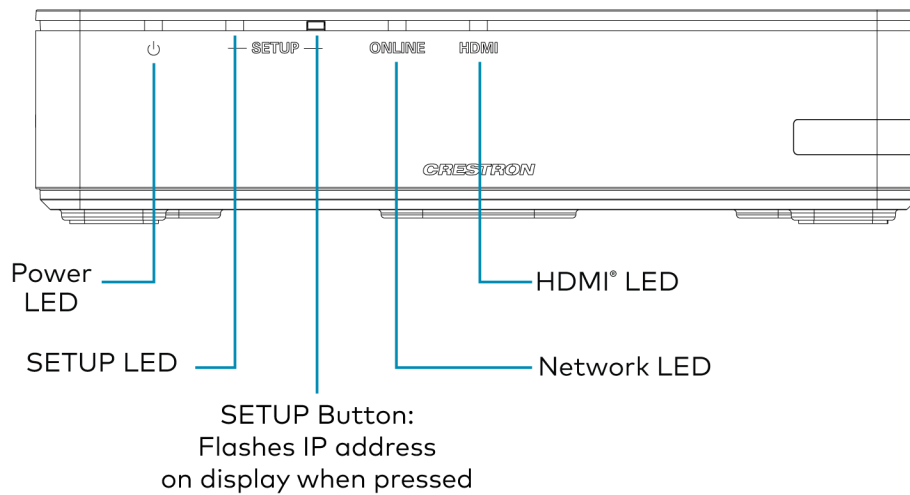 SETUP
ONLINE
HDMI
CRESTRON
Power
LED
HDMI® LED
SETUP LED
Network LED
SETUP Button:
Flashes IP address
on display when pressed